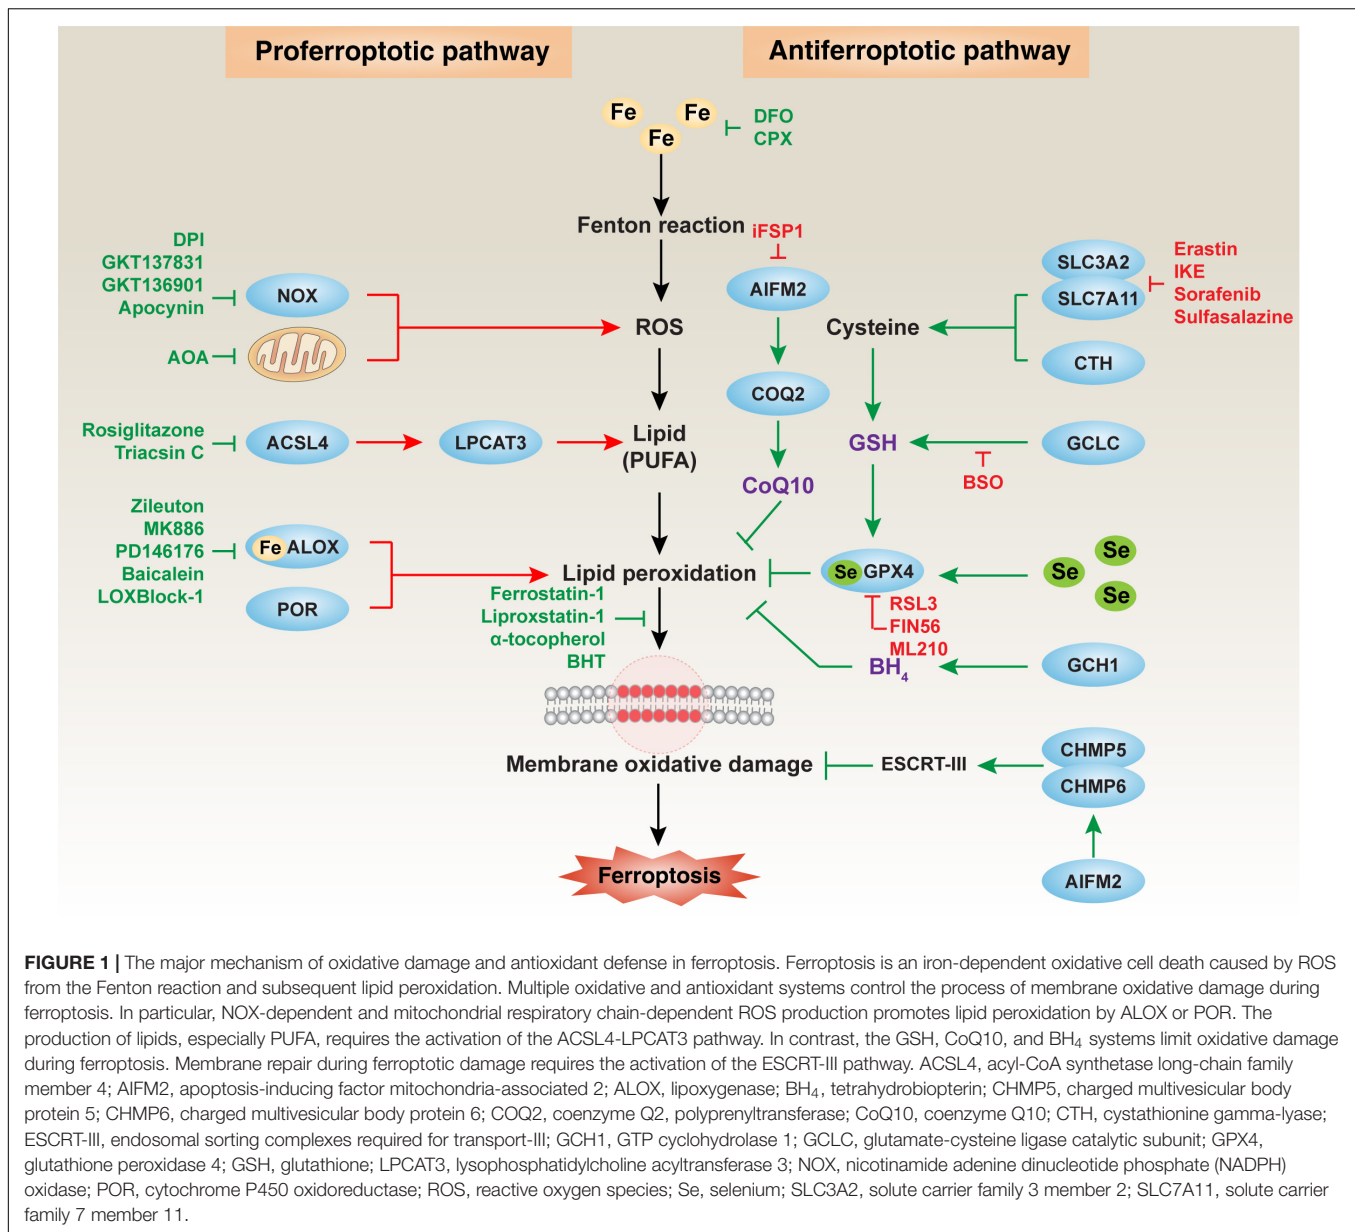 Proferroptotic pathway
Antiferroptotic pathway
Fe
Fe
Fe
DFO
CPX
Fenton reaction
iFSP1
DPI
GKT137831
GKT136901
Apocynin
NOX
AOA
ROS
AIFM2
Cysteine
SLC3A2
SLC7A11
Erastin
IKE
Sorafenib
Sulfasalazine
CTH
COQ2
Rosiglitazone
Triacsin C
ACSL4
LPCAT3
Lipid
(PUFA)
CoQ10
GSH
GCLC
BSO
Zileuton
MK886
PD146176
Baicalein
LOXBlock-1
Fe ALOX
POR
Lipid peroxidation
Se GPX4
Se
Se
Se
Ferrostatin-1
Liproxstatin-1
α-tocopherol
BHT
RSL3
FIN56
ML210
BH4
GCH1
Membrane oxidative damage
ESCRT-III
CHMP5
CHMP6
AIFM2
Ferroptosis
FIGURE 1 | The major mechanism of oxidative damage and antioxidant defense in ferroptosis. Ferroptosis is an iron-dependent oxidative cell death caused by ROS
from the Fenton reaction and subsequent lipid peroxidation. Multiple oxidative and antioxidant systems control the process of membrane oxidative damage during
ferroptosis. In particular, NOX-dependent and mitochondrial respiratory chain-dependent ROS production promotes lipid peroxidation by ALOX or POR. The
production of lipids, especially PUFA, requires the activation of the ACSL4-LPCAT3 pathway. In contrast, the GSH, CoQ10, and BH4 systems limit oxidative damage
during ferroptosis. Membrane repair during ferroptotic damage requires the activation of the ESCRT-III pathway. ACSL4, acyl-CoA synthetase long-chain family
member 4; AIFM2, apoptosis-inducing factor mitochondria-associated 2; ALOX, lipoxygenase; BH4, tetrahydrobiopterin; CHMP5, charged multivesicular body
protein 5; CHMP6, charged multivesicular body protein 6; COQ2, coenzyme Q2, polyprenyltransferase; CoQ10, coenzyme Q10; CTH, cystathionine gamma-lyase;
ESCRT-III, endosomal sorting complexes required for transport-III; GCH1, GTP cyclohydrolase 1; GCLC, glutamate-cysteine ligase catalytic subunit; GPX4,
glutathione peroxidase 4; GSH, glutathione; LPCAT3, lysophosphatidylcholine acyltransferase 3; NOX, nicotinamide adenine dinucleotide phosphate (NADPH)
oxidase; POR, cytochrome P450 oxidoreductase; ROS, reactive oxygen species; Se, selenium; SLC3A2, solute carrier family 3 member 2; SLC7A11, solute carrier
family 7 member 11.